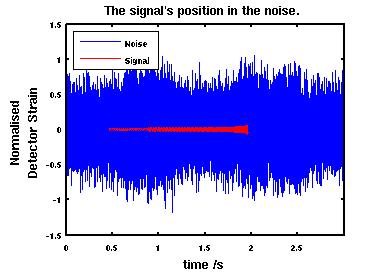 The signal's position in the noise.
Noise
Signal
Normalised
Detector Strain
1.5
1
0.5
0
-0.5
-1
-1.5
0 0.5 1 1.5 2 2.5
time /s